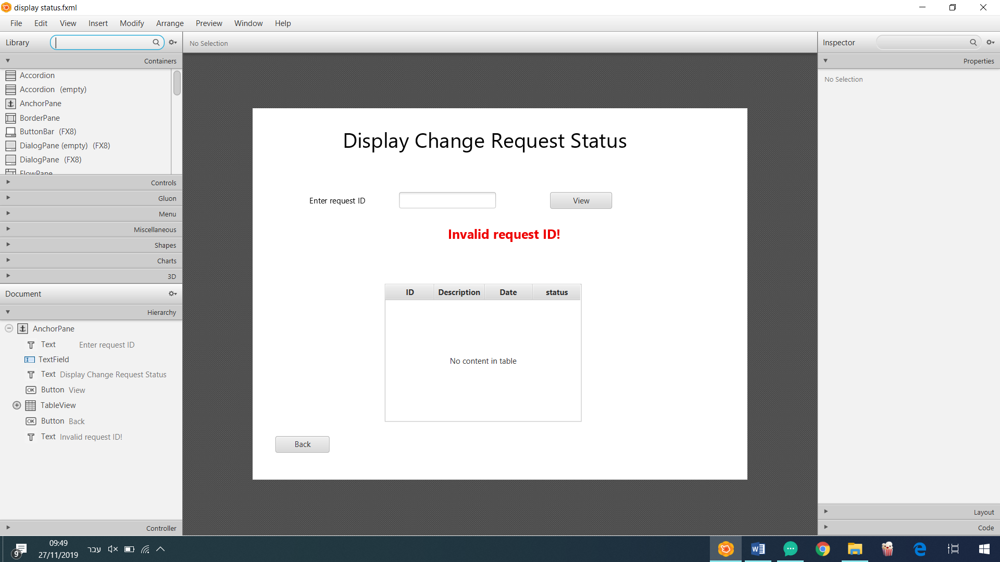 display status.fxml
File Edit View Insert Modify Arrange Preview Window Help
Library
No Selection
Inspector
Containers
Properties
Accordion
Accordion (empty)
AnchorPane
BorderPane
ButtonBar (FX8)
DialogPane (empty) (FX8)
DialogPane (FX8)
FlowPane
Controls
Gluon
Menu
Miscellaneous
Shapes
Charts
3D
Document
Hierarchy
AnchorPane
Text Enter request ID
TextField
Text Display Change Request Status
Button View
TableView
Button Back
Text Invalid request ID!
Controller
Display Change Request Status
Enter request ID
View
Invalid request ID!
ID Description Date status
No content in table
Back
No Selection
Layout
Code
9
09:49
27/11/2019
עבר